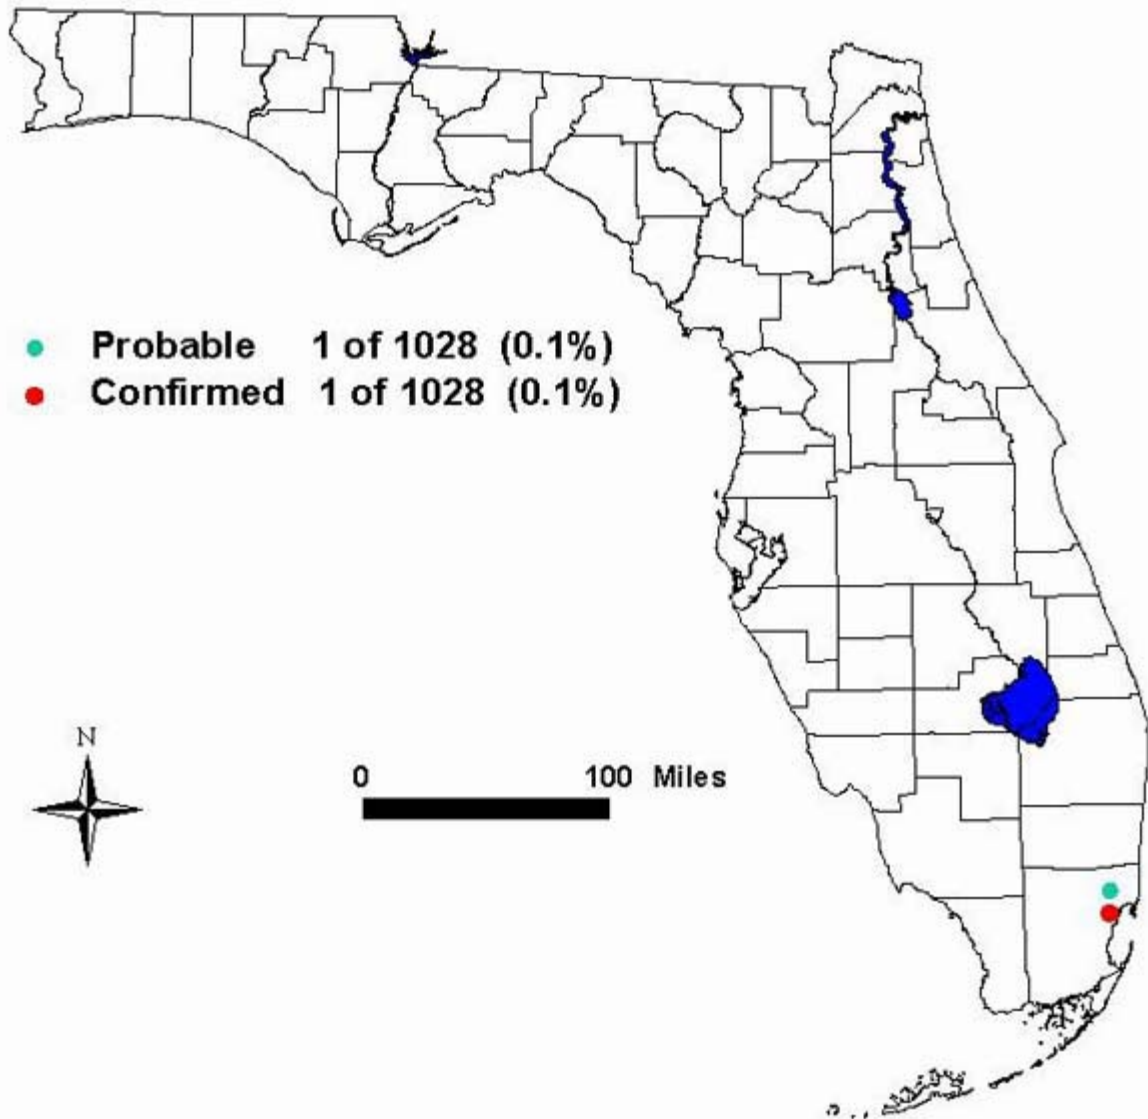 Probable 1 of 1028 (0.1%)
Confirmed 1 of 1028 (0.1%)
N
0 100 Miles